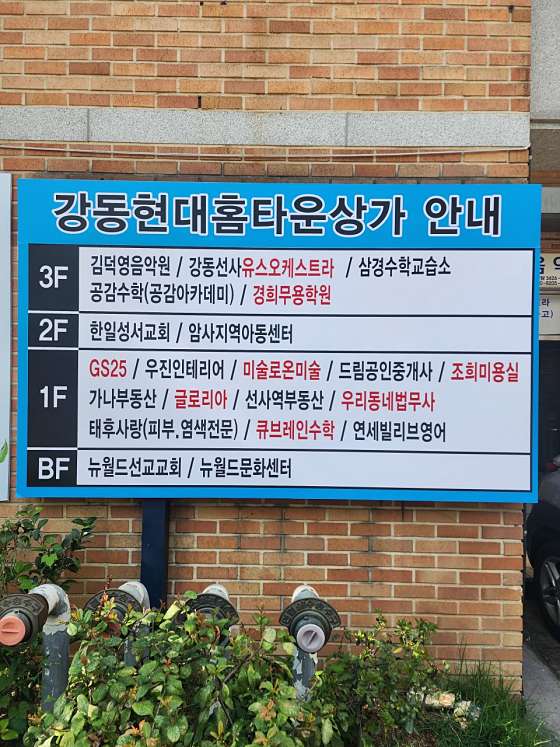 강동현대홈타운상가 안내
3F
김덕영음악원 / 강동선사유스오케스트라 / 삼경수학교습소
공감수학(공감아카데미) / 경희무용학원
2F
한일성서교회 / 암사지역아동센터
1F
GS25 / 우진인테리어 / 미술로온미술 / 드림공인중개사 / 조희미용실
가나부동산 / 글로리아 / 선사역부동산 / 우리동네법무사
태후사랑(피부.염색전문) / 큐브레인수학 / 연세빌리브영어
BF
뉴월드선교교회 / 뉴월드문화센터